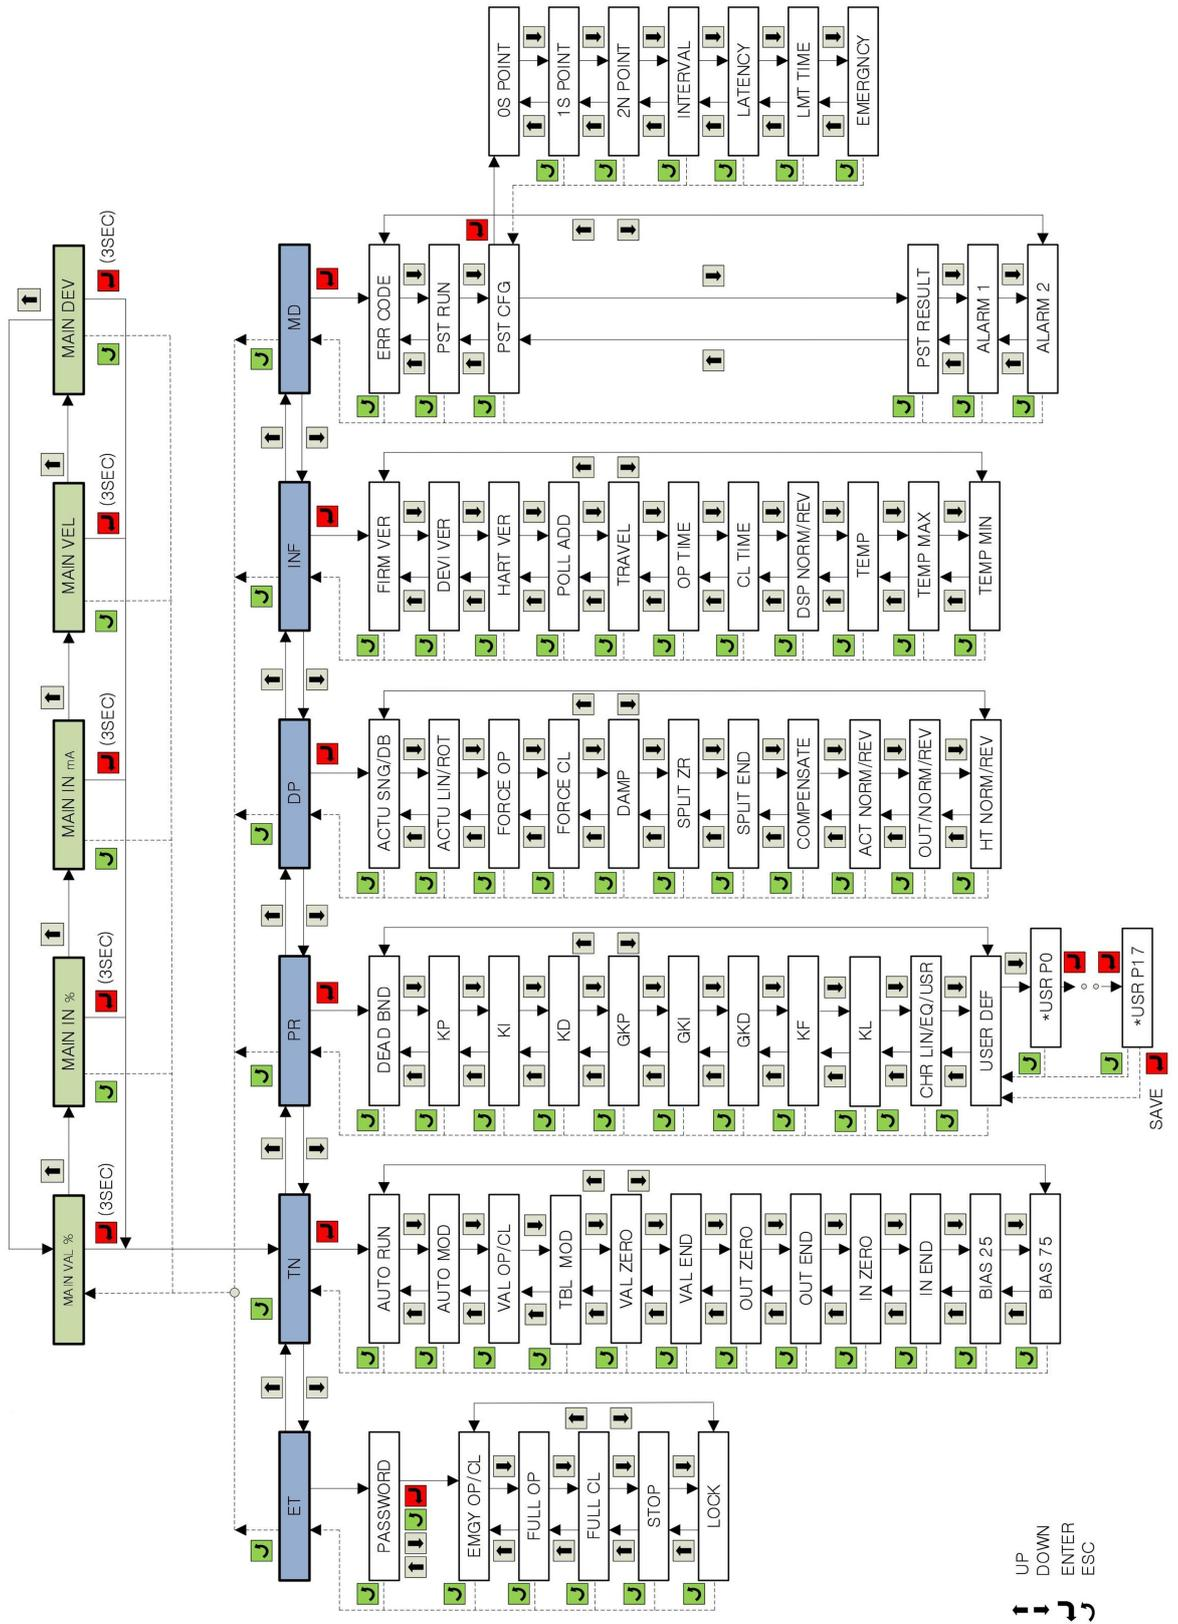 MAIN VAL %
MAIN IN %
MAIN IN mA
MAIN VEL
MAIN DEV
(3SEC)
(3SEC)
(3SEC)
(3SEC)
(3SEC)
ET
TN
PR
DP
INF
MD
PASSWORD
EMGY OP/CL
FULL OP
FULL CL
STOP
LOCK
AUTO RUN
AUTO MOD
VAL OP/CL
TBL MOD
VAL ZERO
VAL END
OUT ZERO
OUT END
IN ZERO
IN END
BIAS 25
BIAS 75
DEAD BND
KP
KI
KD
GKP
GKI
GKD
KF
KL
CHR LIN/EQ/USR
USER DEF
*USR P0
*USR P17
SAVE
ACTU SNG/DB
ACTU LIN/ROT
FORCE OP
FORCE CL
DAMP
SPLIT ZR
SPLIT END
COMPENSATE
ACT NORM/REV
OUT/NORM/REV
HT NORM/REV
FIRM VER
DEVI VER
HART VER
POLL ADD
TRAVEL
OP TIME
CL TIME
DSP NORM/REV
TEMP
TEMP MAX
TEMP MIN
ERR CODE
PST RUN
PST CFG
PST RESULT
ALARM 1
ALARM 2
0S POINT
1S POINT
2N POINT
INTERVAL
LATENCY
LMT TIME
EMERGNCY
UP
DOWN
ENTER
ESC